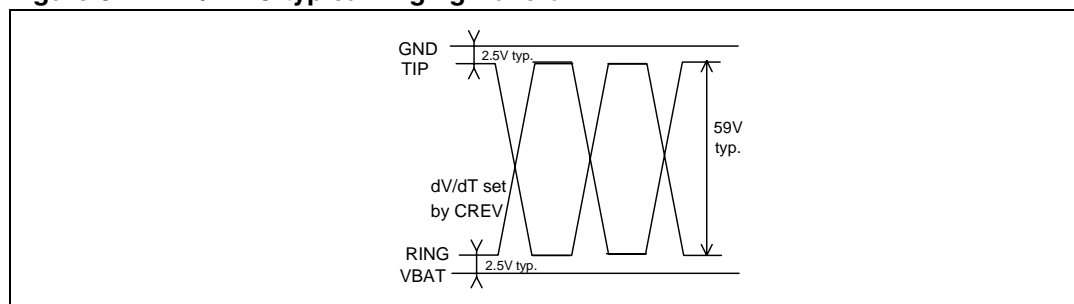 GND
2.5V typ.
TIP
59V
typ.
dV/dT set
by CREV
RING
2.5V typ.
VBAT